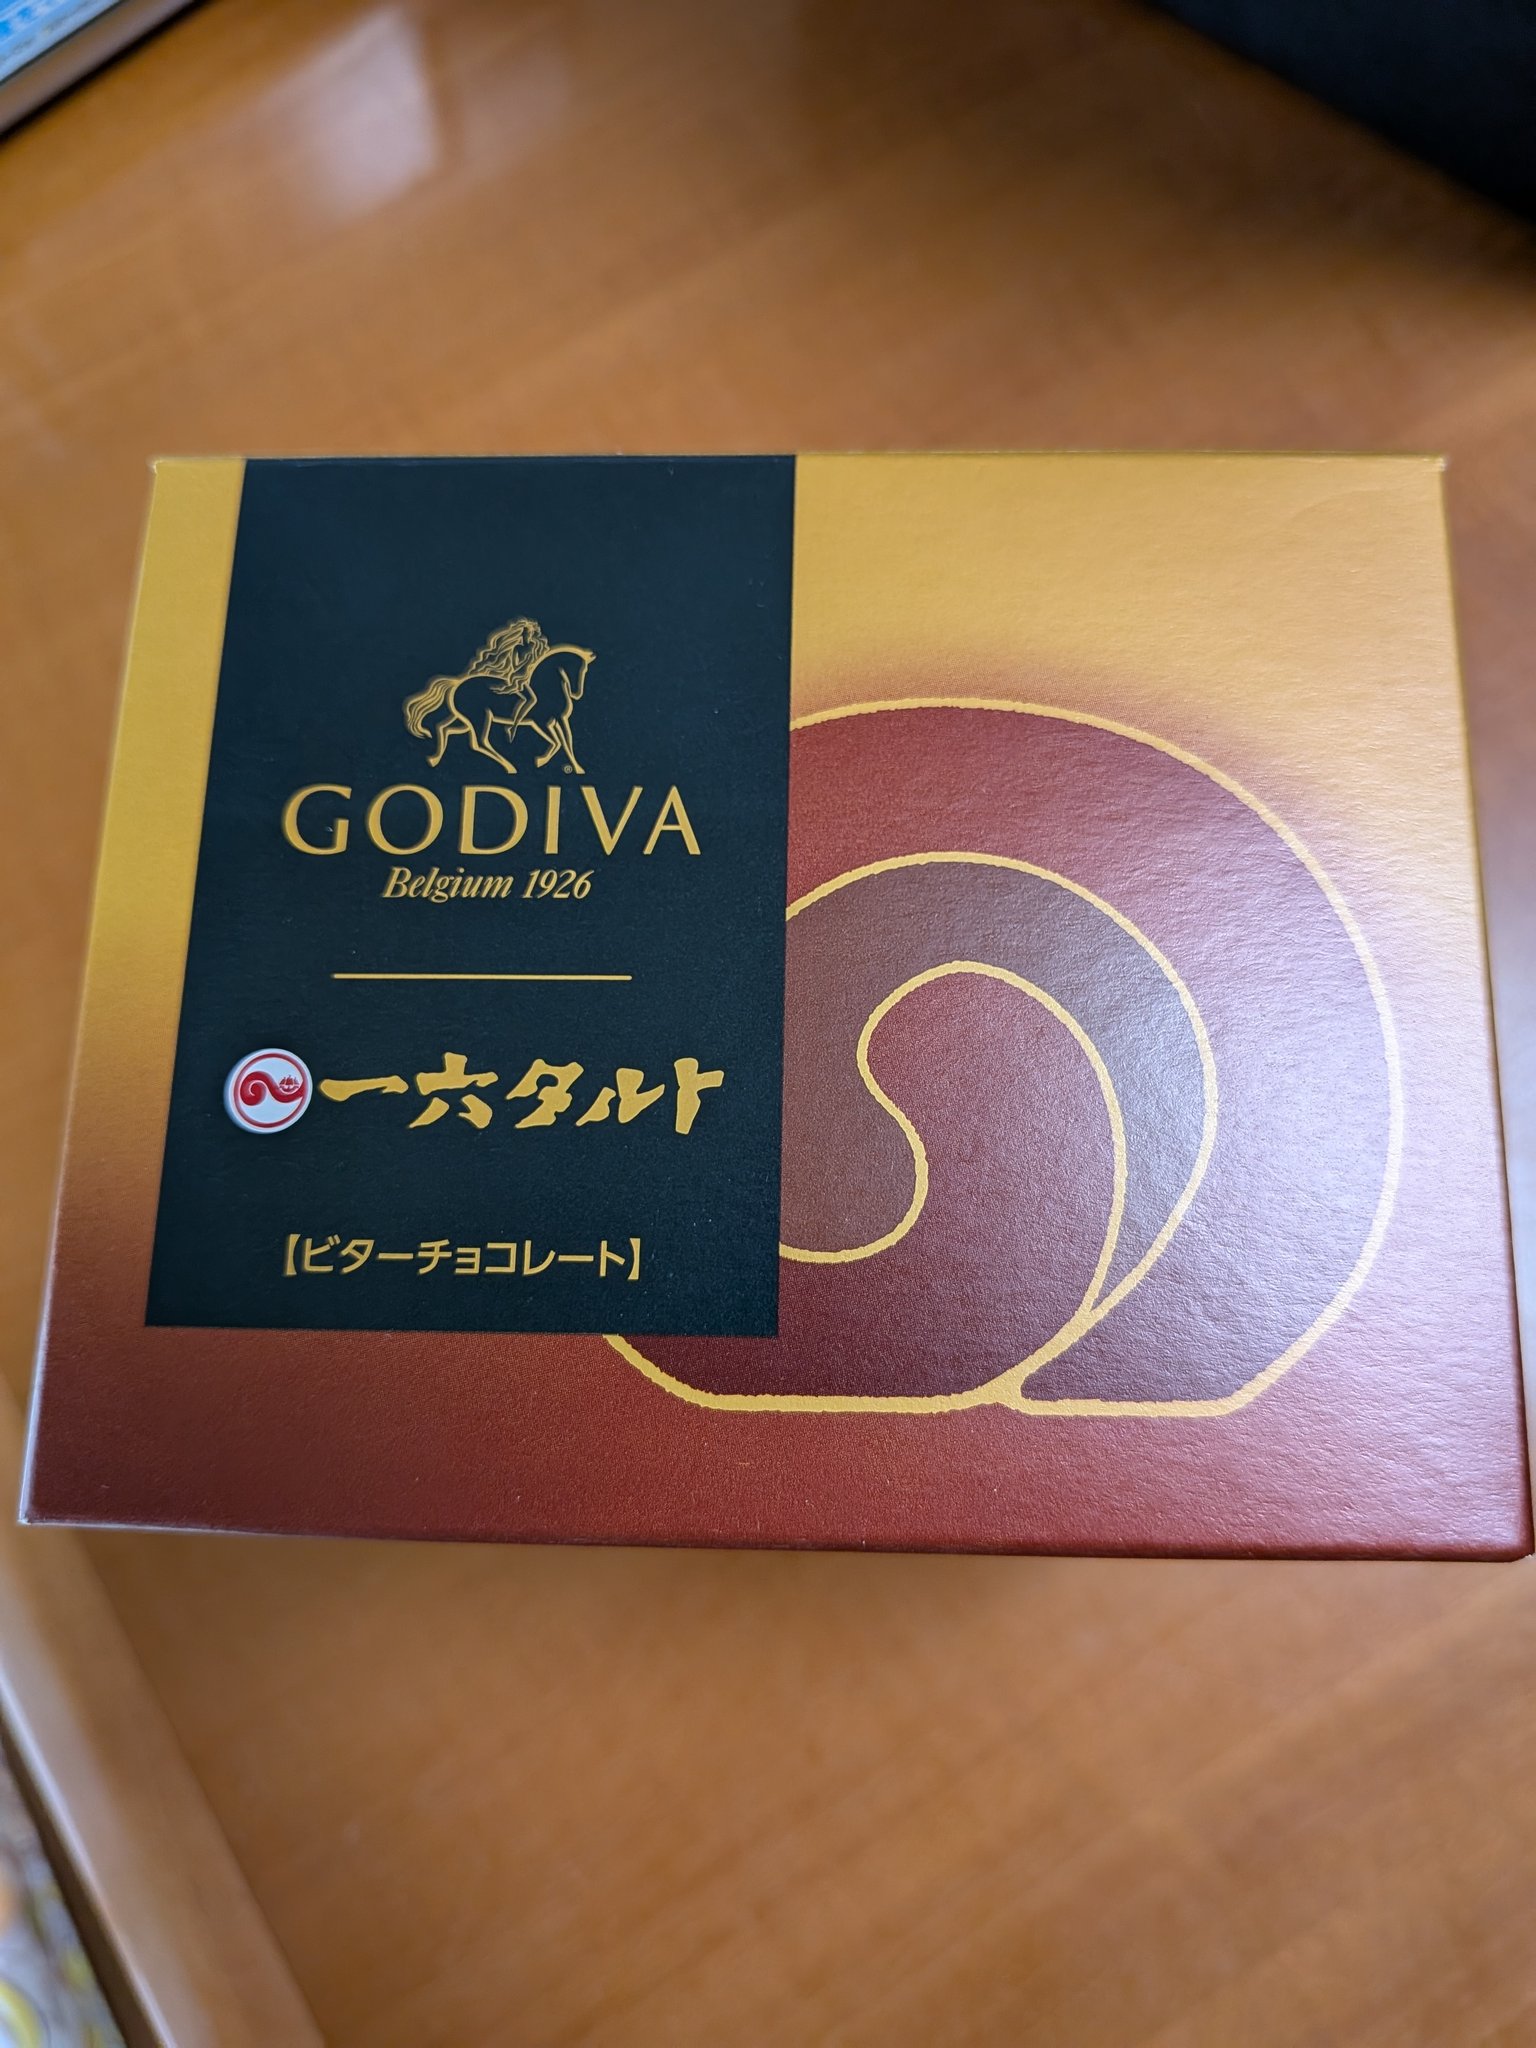 GODIVA
Belgium 1926
一六タルト
【ビターチョコレート】